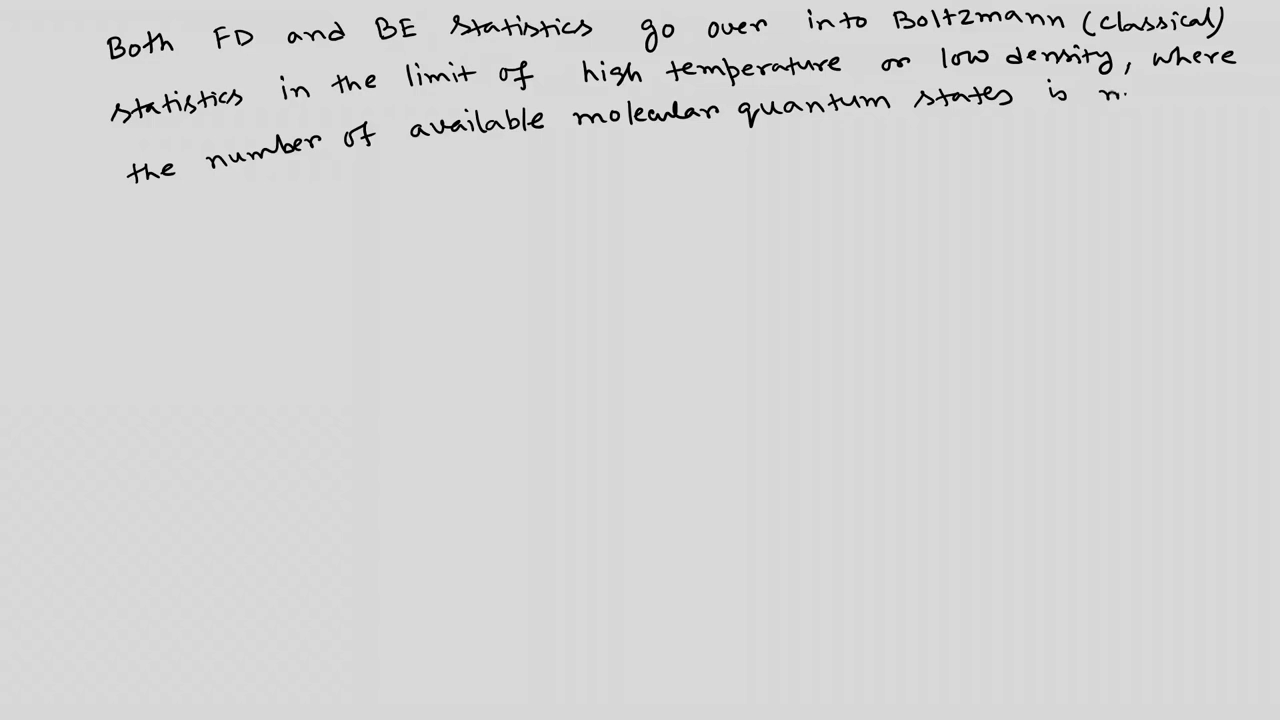 Both FD and BE statistics go over into Boltzmann (classical)
statistics in the limit of high temperature or low density, where
the number of available molecular quantum states is